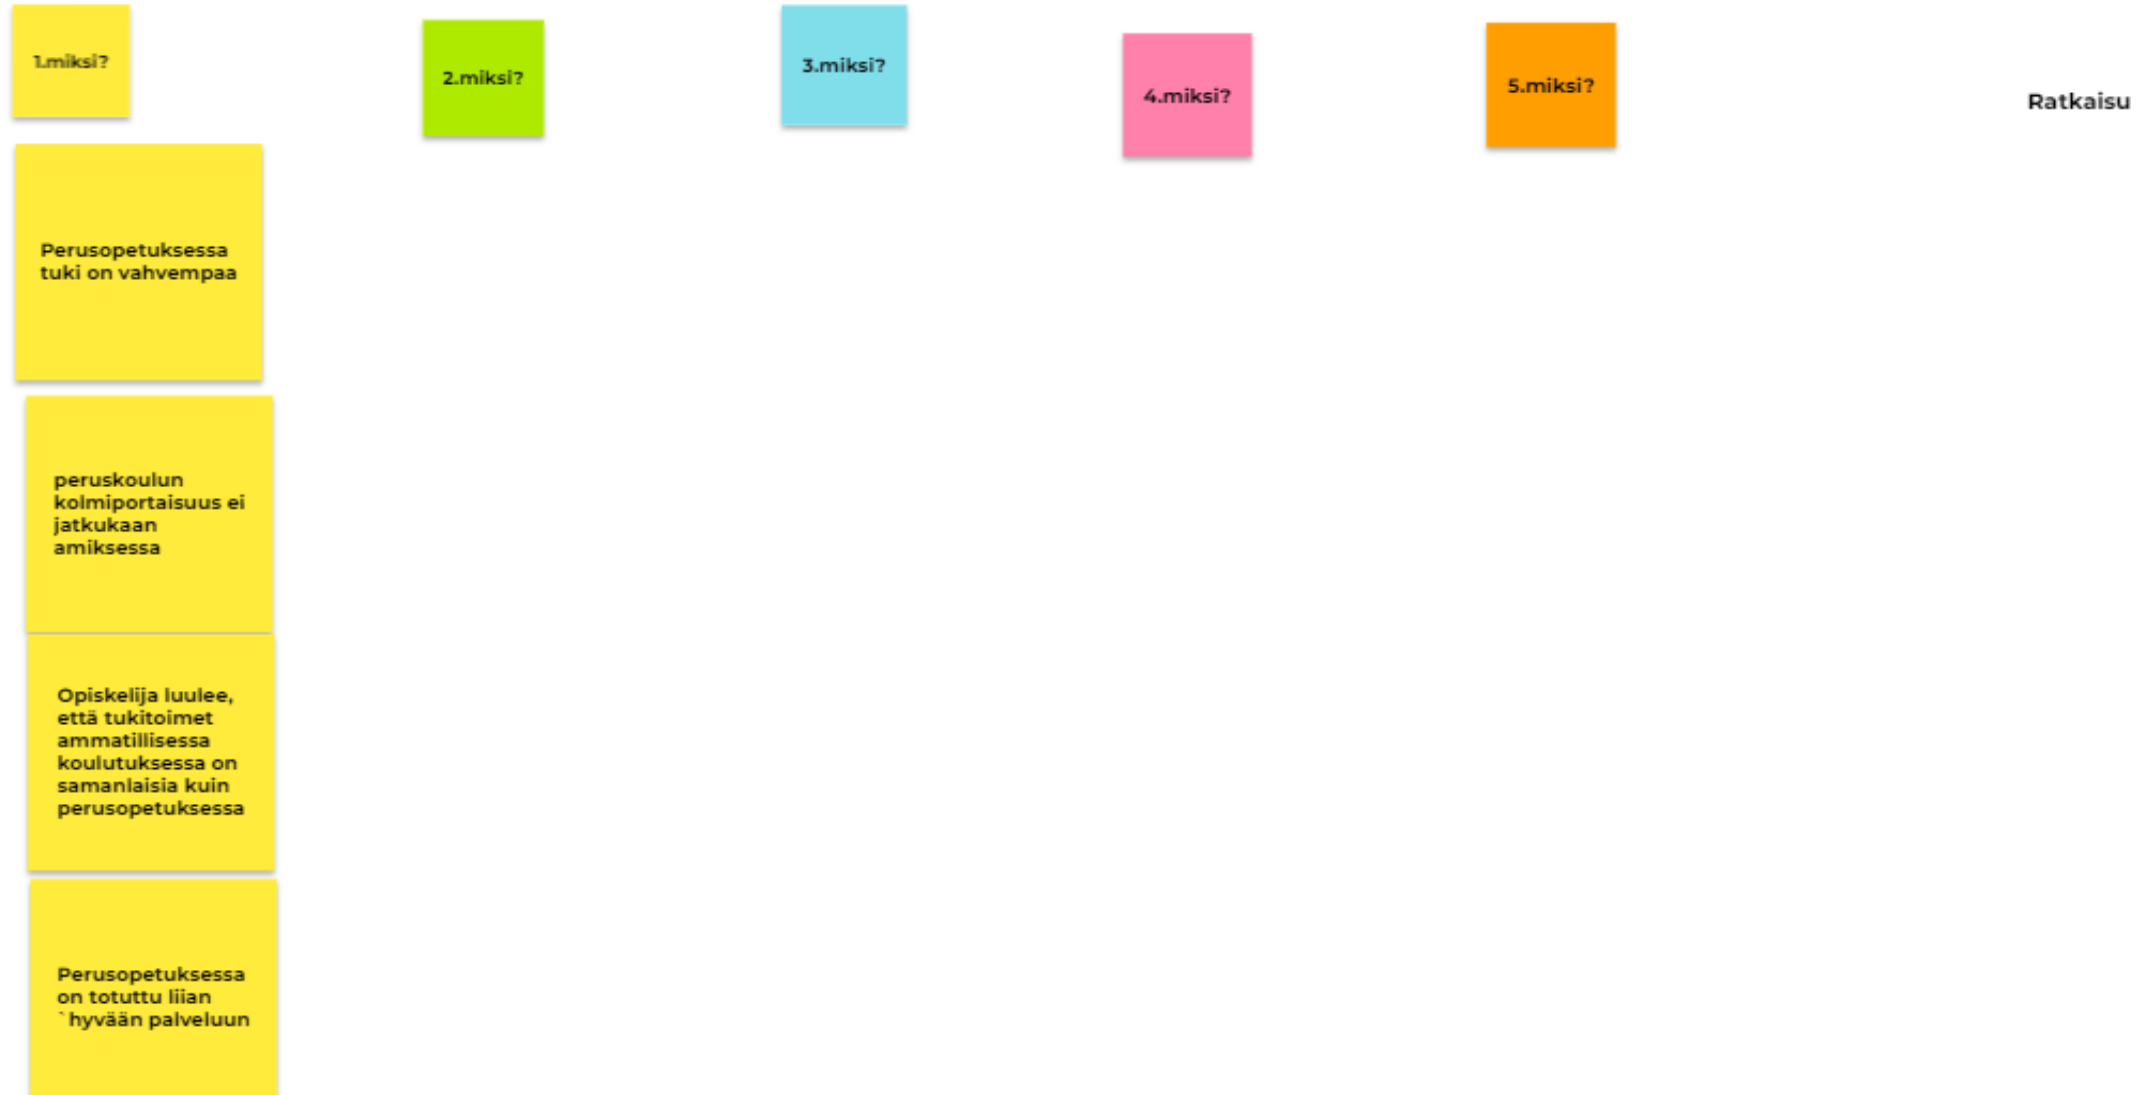 1.miksi?
2.miksi?
3.miksi?
4.miksi?
5.miksi?
Ratkaisu
Perusopetuksessa
tuki on vahvempaa
peruskoulun
kolmiportaisuus ei
jatkukaan
amiksessa
Opiskelija luulee,
että tukitoimet
ammatillisessa
koulutuksessa on
samanlaisia kuin
perusopetuksessa
Perusopetuksessa
on totuttu liian
`hyvään palveluun